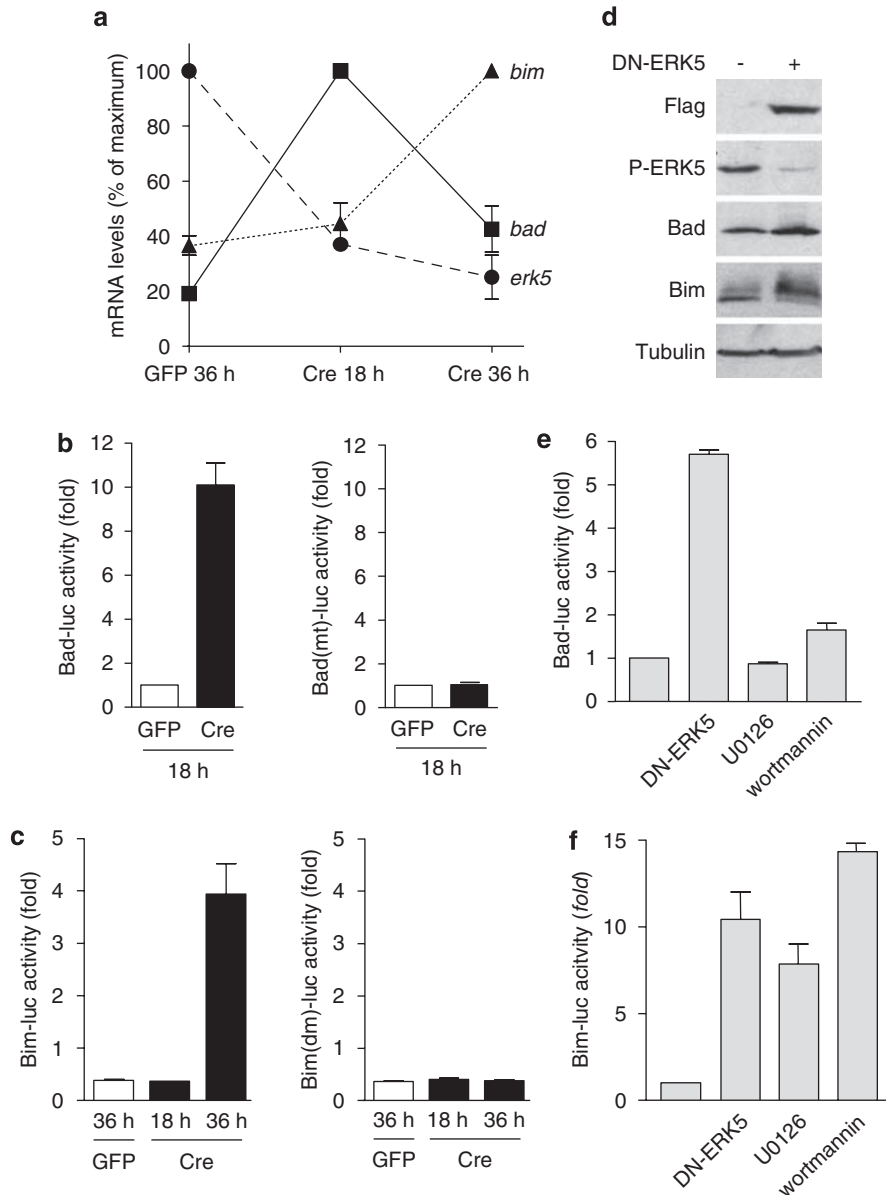 a
mRNA levels (% of maximum)
100
80
60
40
20
0
bim
bad
erk5
GFP 36 h
Cre 18 h
Cre 36 h
d
DN-ERK5 - +
Flag
P-ERK5
Bad
Bim
Tubulin
b
Bad-luc activity (fold)
12
10
8
6
4
2
0
GFP Cre
18 h
Bad(mt)-luc activity (fold)
12
10
8
6
4
2
0
GFP Cre
18 h
e
Bad-luc activity (fold)
6
5
4
3
2
1
0
DN-ERK5
U0126
wortmannin
c
Bim-luc activity (fold)
5
4
3
2
1
0
36 h 18 h 36 h
GFP Cre
Bim(dm)-luc activity (fold)
5
4
3
2
1
0
36 h 18 h 36 h
GFP Cre
f
Bim-luc acitvity (fold)
15
10
5
0
DN-ERK5
U0126
wortmannin